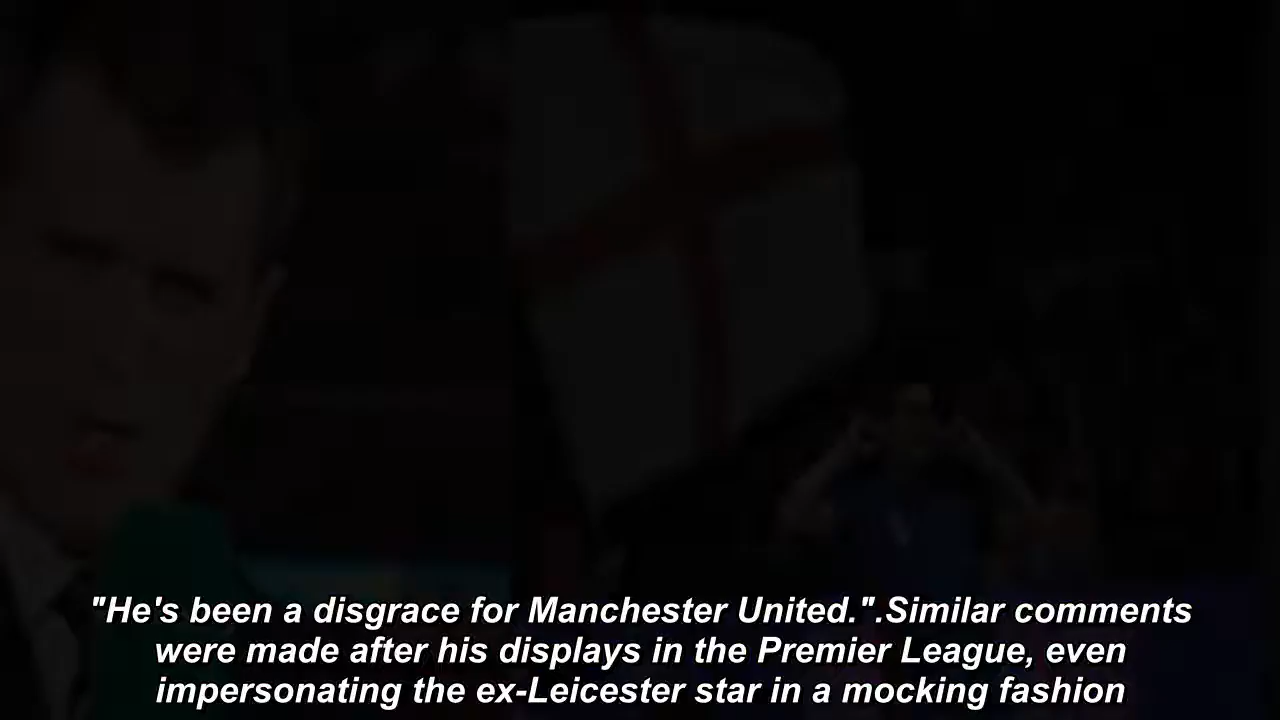 "He's been a disgrace for Manchester United.".Similar comments
were made after his displays in the Premier League, even
impersonating the ex-Leicester star in a mocking fashion